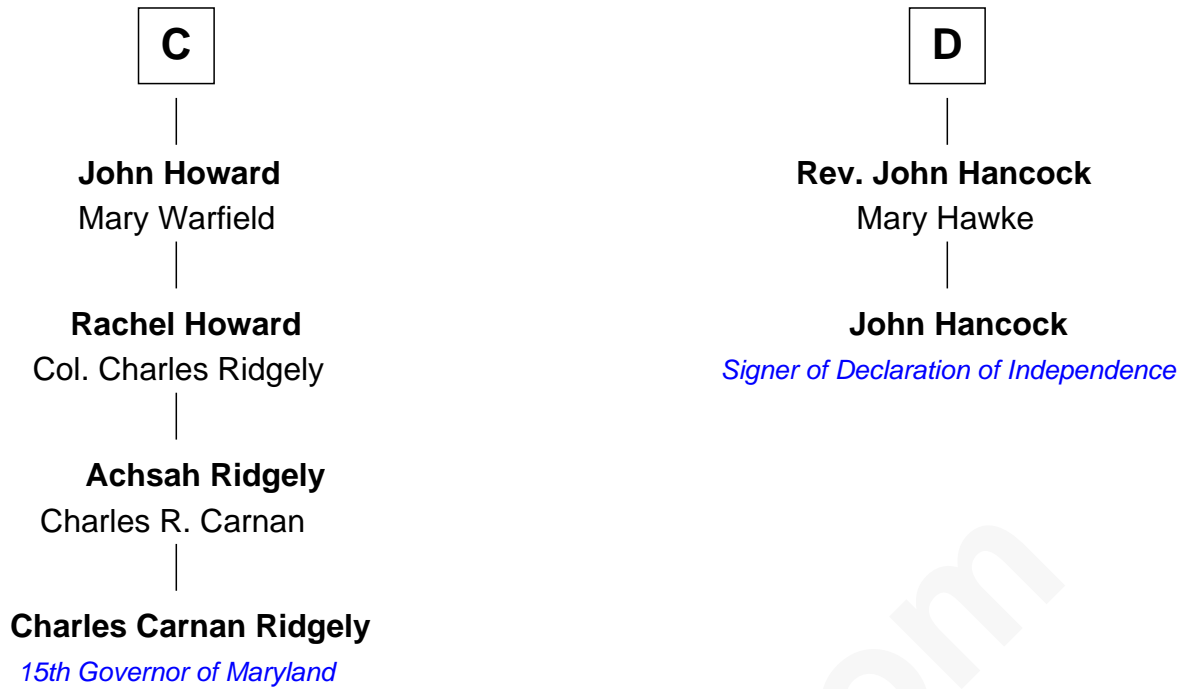 C
John Howard
Mary Warfield
Rachel Howard
Col. Charles Ridgely
Achsah Ridgely
Charles R. Carnan
Charles Carnan Ridgely
15th Governor of Maryland
D
Rev. John Hancock
Mary Hawke
John Hancock
Signer of Declaration of Independence
om